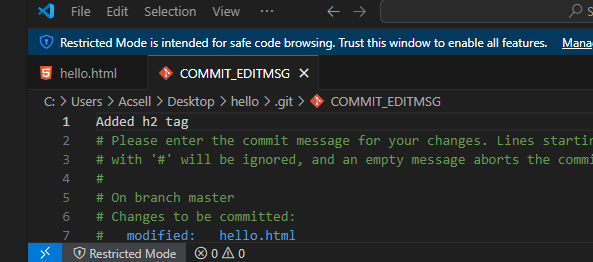 File Edit Selection View ...
Restricted Mode is intended for safe code browsing. Trust this window to enable all features.
hello.html COMMIT_EDITMSG
C: > Users > Acsell > Desktop > hello > .git > COMMIT_EDITMSG
1 Added h2 tag
2 # Please enter the commit message for your changes. Lines
3 # with '#' will be ignored, and an empty message aborts the
4 #
5 # On branch master
6 # Changes to be committed:
7 # modified: hello.html
Restricted Mode 0 0